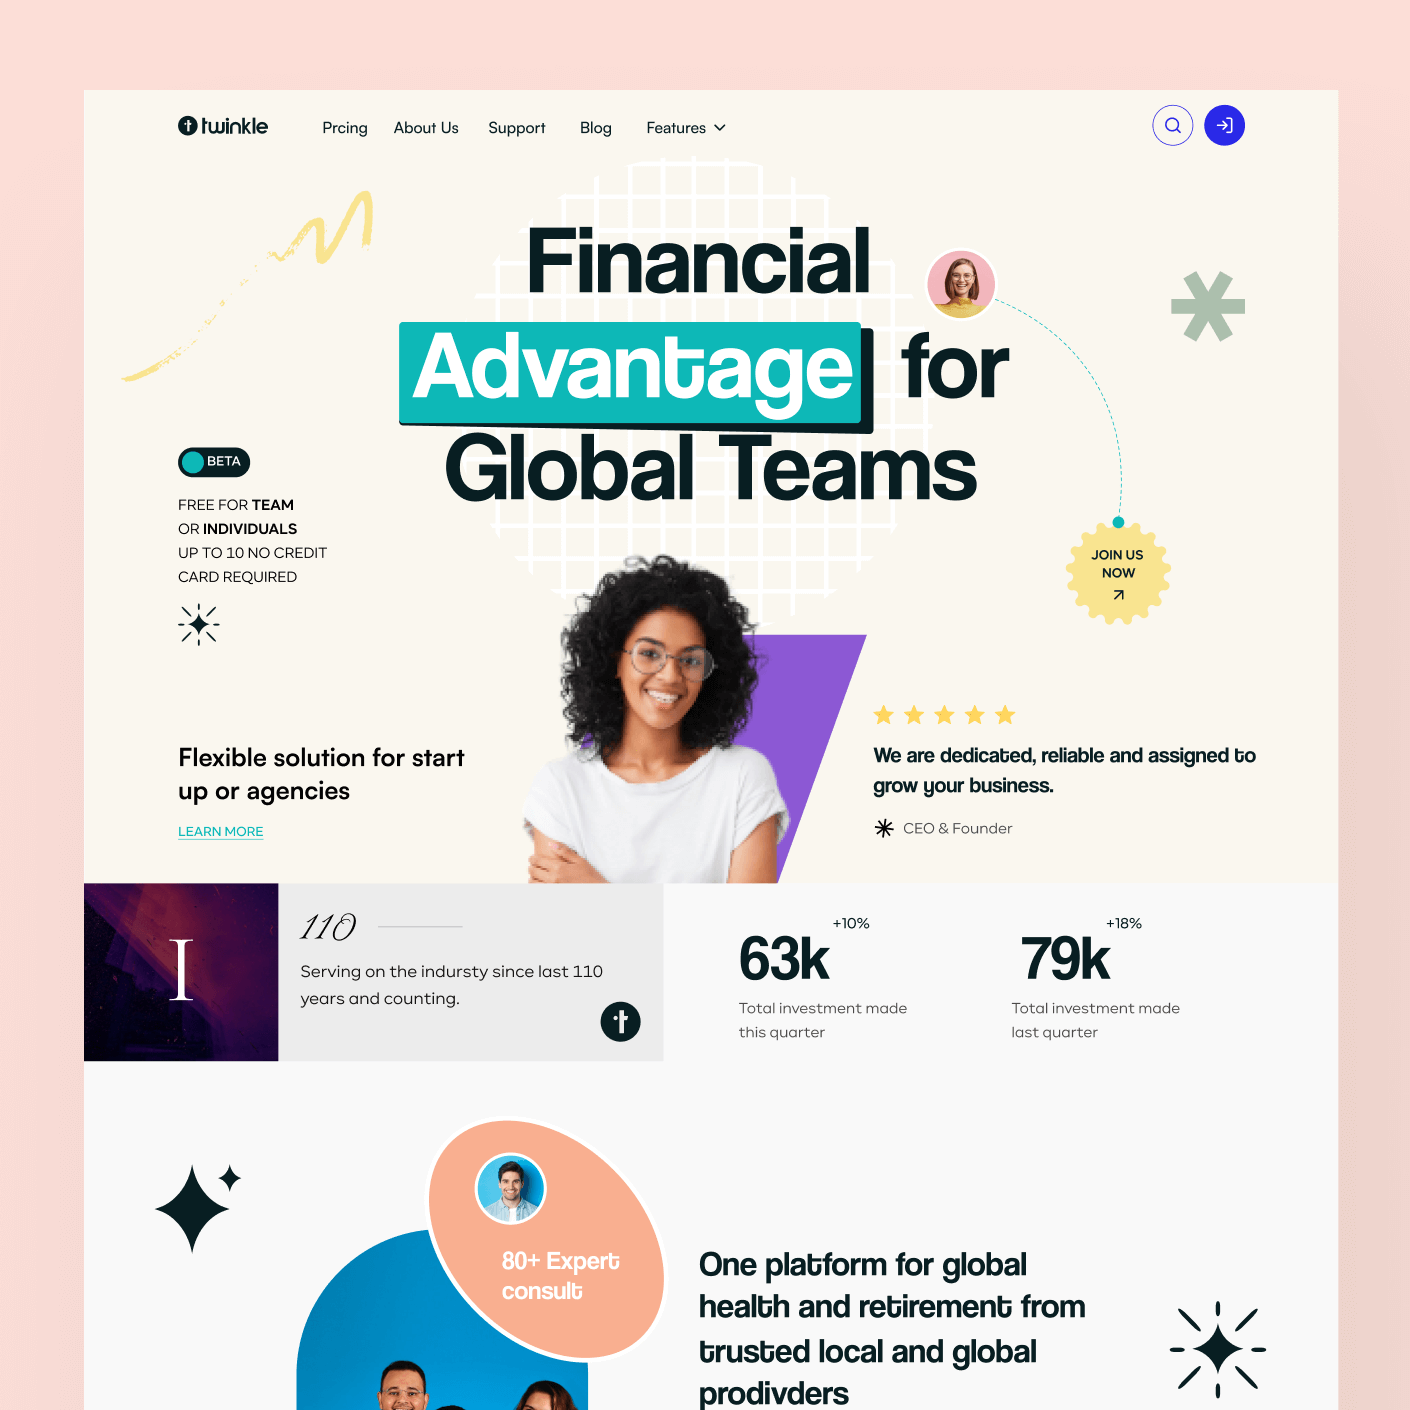 twinkle
Prcing
About Us
Support
Blog
Features
Financial
Advantage for
Global Teams
BETA
FREE FOR TEAM
OR INDIVIDUALS
UP TO 10 NO CREDIT
CARD REQUIRED
JOIN US
NOW
Flexible solution for start
up or agencies
LEARN MORE
We are dedicated, reliable and assigned to
grow your business.
CEO & Founder
I
110
Serving on the indursty since last 110
years and counting.
63k
+10%
Total investment made
this quarter
79k
+18%
Total investment made
last quarter
80+ Expert
consult
One platform for global
health and retirement from
trusted local and global
prodivders